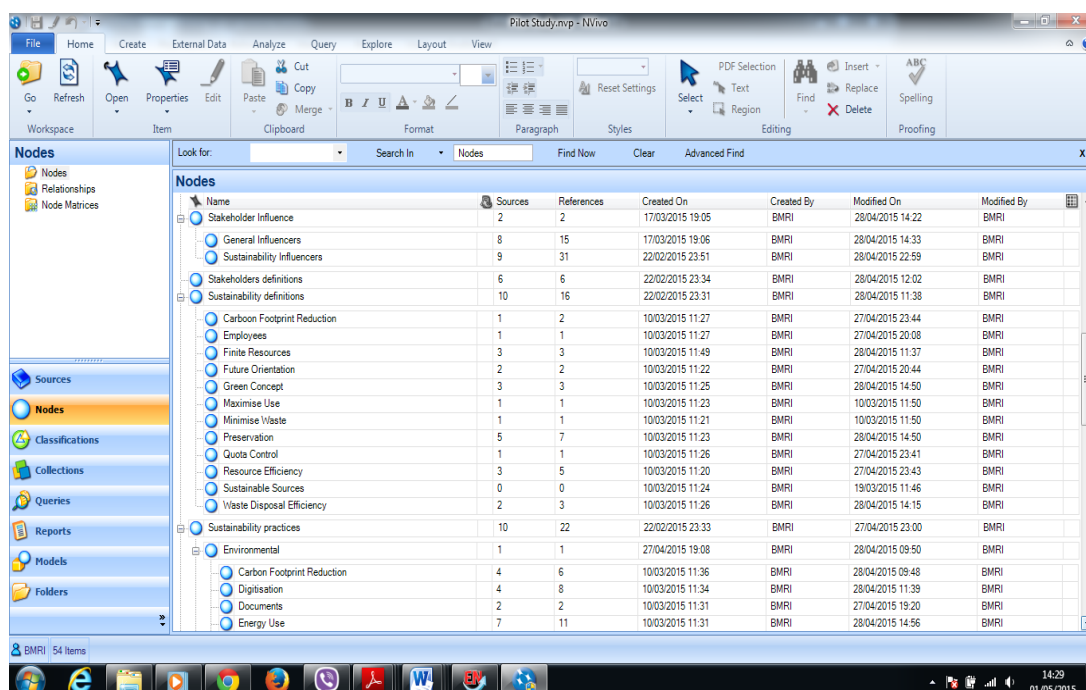 Pilot Study.nvp - NVivo
File Home Create External Data Analyze Query Explore Layout View
Go Refresh Open Properties Edit Paste Cut Copy Merge
B I U A
Reset Settings
Select PDF Selection Text Region Find Insert Replace Delete
ABC Spelling
Workspace Item Clipboard Format Paragraph Styles Editing Proofing
Nodes
Look for: Search In Nodes Find Now Clear Advanced Find x
Nodes
Relationships
Node Matrices
Sources
Nodes
Classifications
Collections
Queries
Reports
Models
Folders
Nodes
Name Sources References Created On Created By Modified On Modified By
Stakeholder Influence 2 2 17/03/2015 19:05 BMRI 28/04/2015 14:22 BMRI
General Influencers 8 15 17/03/2015 19:06 BMRI 28/04/2015 14:33 BMRI
Sustainability Influencers 9 31 22/02/2015 23:51 BMRI 28/04/2015 22:59 BMRI
Stakeholders definitions 6 6 22/02/2015 23:34 BMRI 28/04/2015 12:02 BMRI
Sustainability definitions 10 16 22/02/2015 23:31 BMRI 28/04/2015 11:38 BMRI
Carboon Footprint Reduction 1 2 10/03/2015 11:27 BMRI 27/04/2015 23:44 BMRI
Employees 1 1 10/03/2015 11:27 BMRI 27/04/2015 20:08 BMRI
Finite Resources 3 3 10/03/2015 11:49 BMRI 28/04/2015 11:37 BMRI
Future Orientation 2 2 10/03/2015 11:22 BMRI 27/04/2015 20:44 BMRI
Green Concept 3 3 10/03/2015 11:25 BMRI 28/04/2015 14:50 BMRI
Maximise Use 1 1 10/03/2015 11:23 BMRI 10/03/2015 11:50 BMRI
Minimise Waste 1 1 10/03/2015 11:21 BMRI 10/03/2015 11:50 BMRI
Preservation 5 7 10/03/2015 11:23 BMRI 28/04/2015 14:50 BMRI
Quota Control 1 1 10/03/2015 11:26 BMRI 27/04/2015 23:41 BMRI
Resource Efficiency 3 5 10/03/2015 11:20 BMRI 27/04/2015 23:43 BMRI
Sustainable Sources 0 0 10/03/2015 11:24 BMRI 19/03/2015 11:46 BMRI
Waste Disposal Efficiency 2 3 10/03/2015 11:26 BMRI 28/04/2015 14:15 BMRI
Sustainability practices 10 22 22/02/2015 23:33 BMRI 27/04/2015 23:00 BMRI
Environmental 1 1 27/04/2015 19:08 BMRI 28/04/2015 09:50 BMRI
Carbon Footprint Reduction 4 6 10/03/2015 11:36 BMRI 28/04/2015 09:48 BMRI
Digitisation 4 8 10/03/2015 11:34 BMRI 28/04/2015 11:39 BMRI
Documents 2 2 10/03/2015 11:31 BMRI 27/04/2015 19:20 BMRI
Energy Use 7 11 10/03/2015 11:31 BMRI 28/04/2015 14:56 BMRI
BMRI 54 Items
14:29
01/05/2015